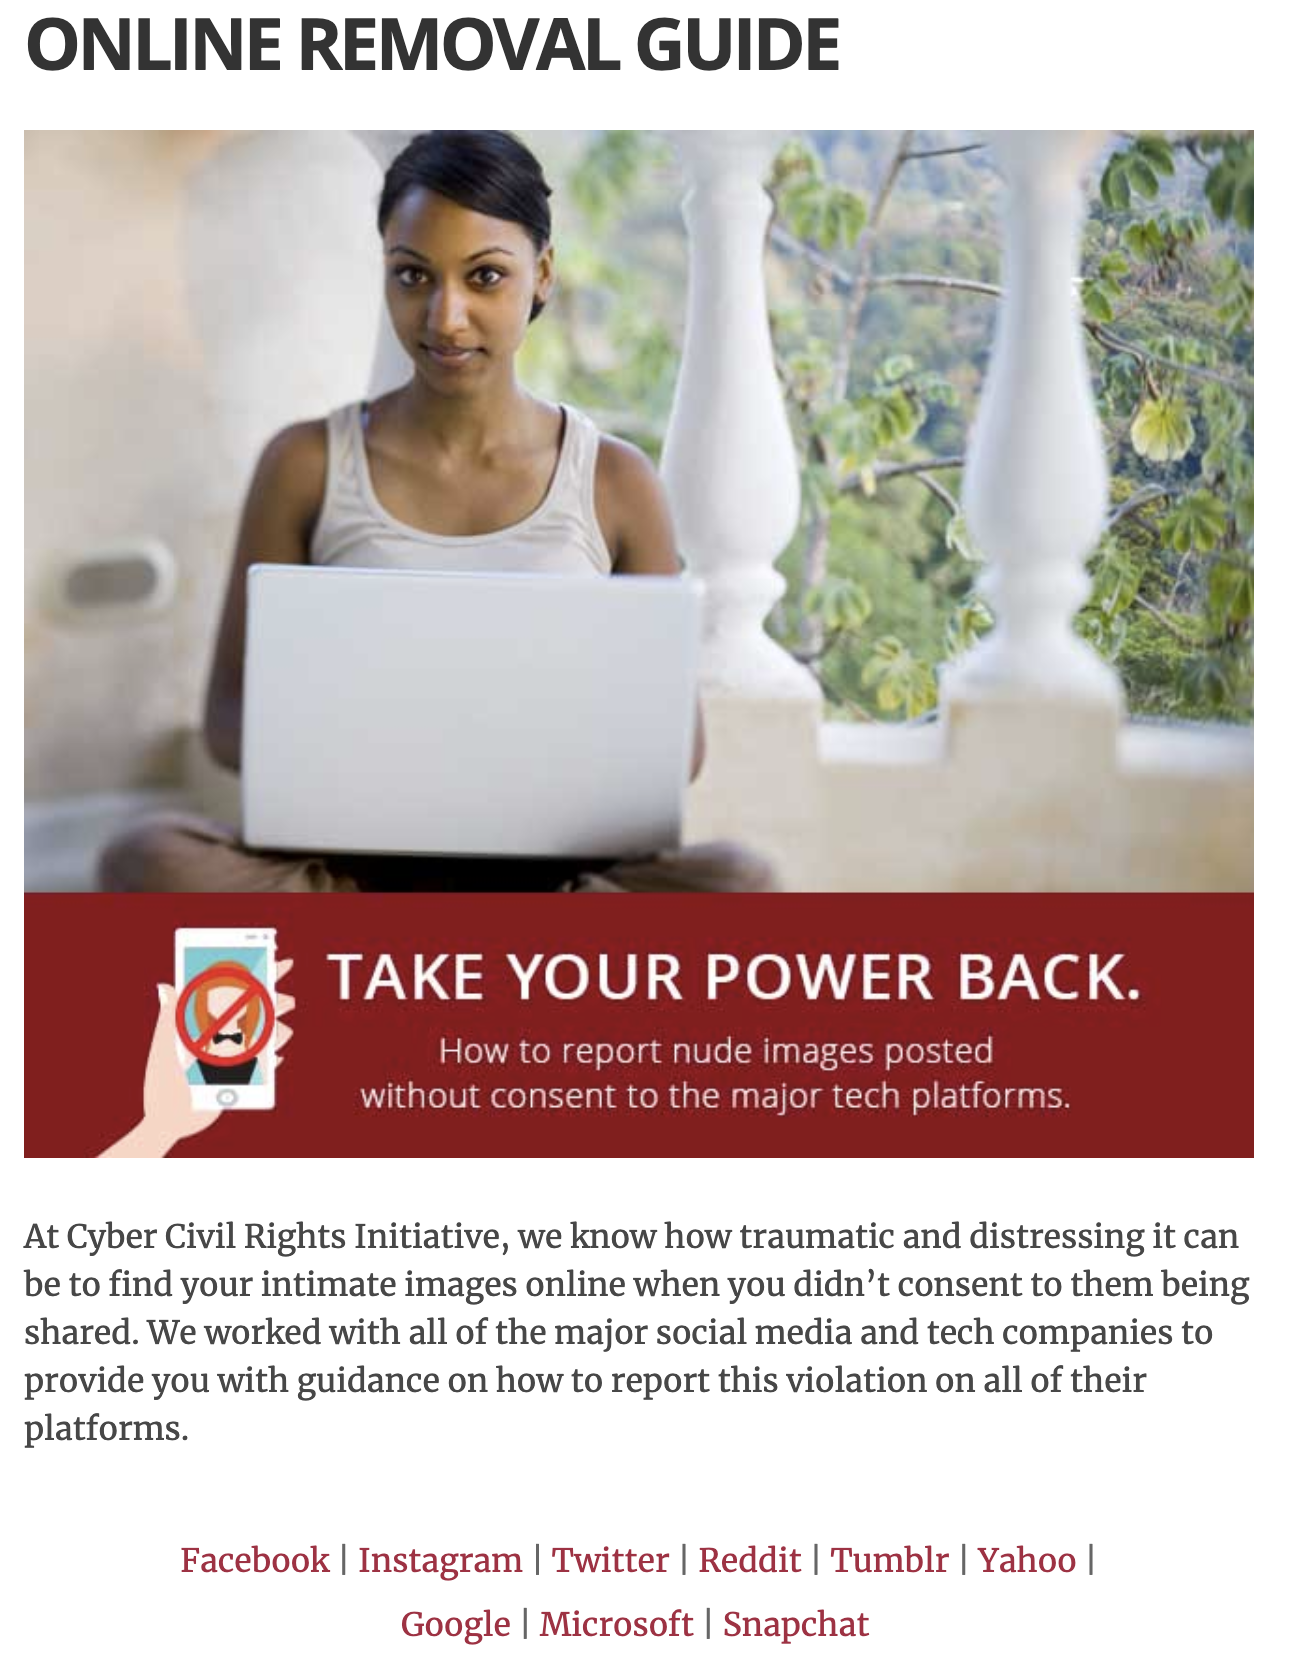 ONLINE REMOVAL GUIDE
TAKE YOUR POWER BACK.
How to report nude images posted
without consent to the major tech platforms.
At Cyber Civil Rights Initiative, we know how traumatic and distressing it can
be to find your intimate images online when you didn’t consent to them being
shared. We worked with all of the major social media and tech companies to
provide you with guidance on how to report this violation on all of their
platforms.
Facebook | Instagram | Twitter | Reddit | Tumblr | Yahoo |
Google | Microsoft | Snapchat